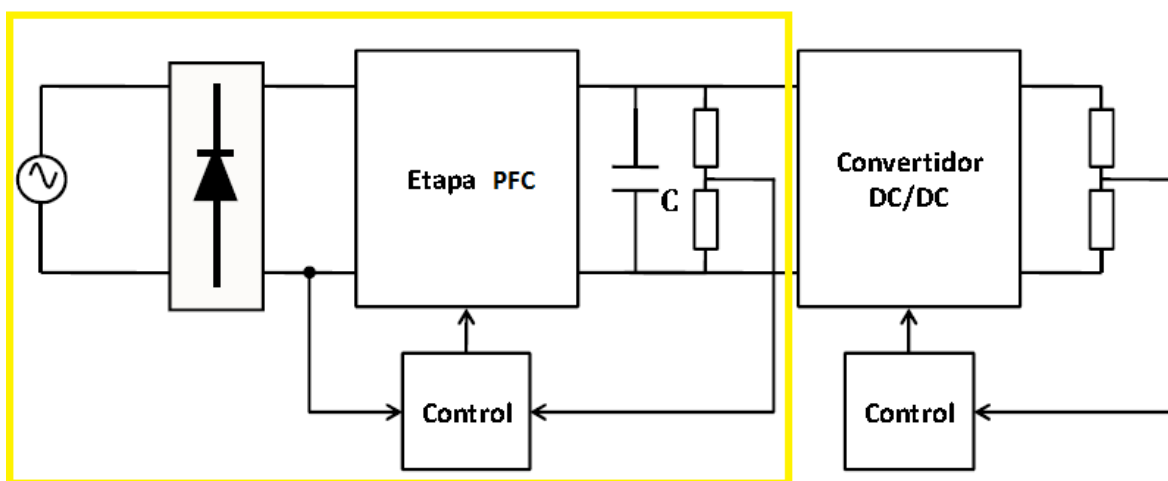 Etapa PFC
C
Convertidor
DC/DC
Control
Control